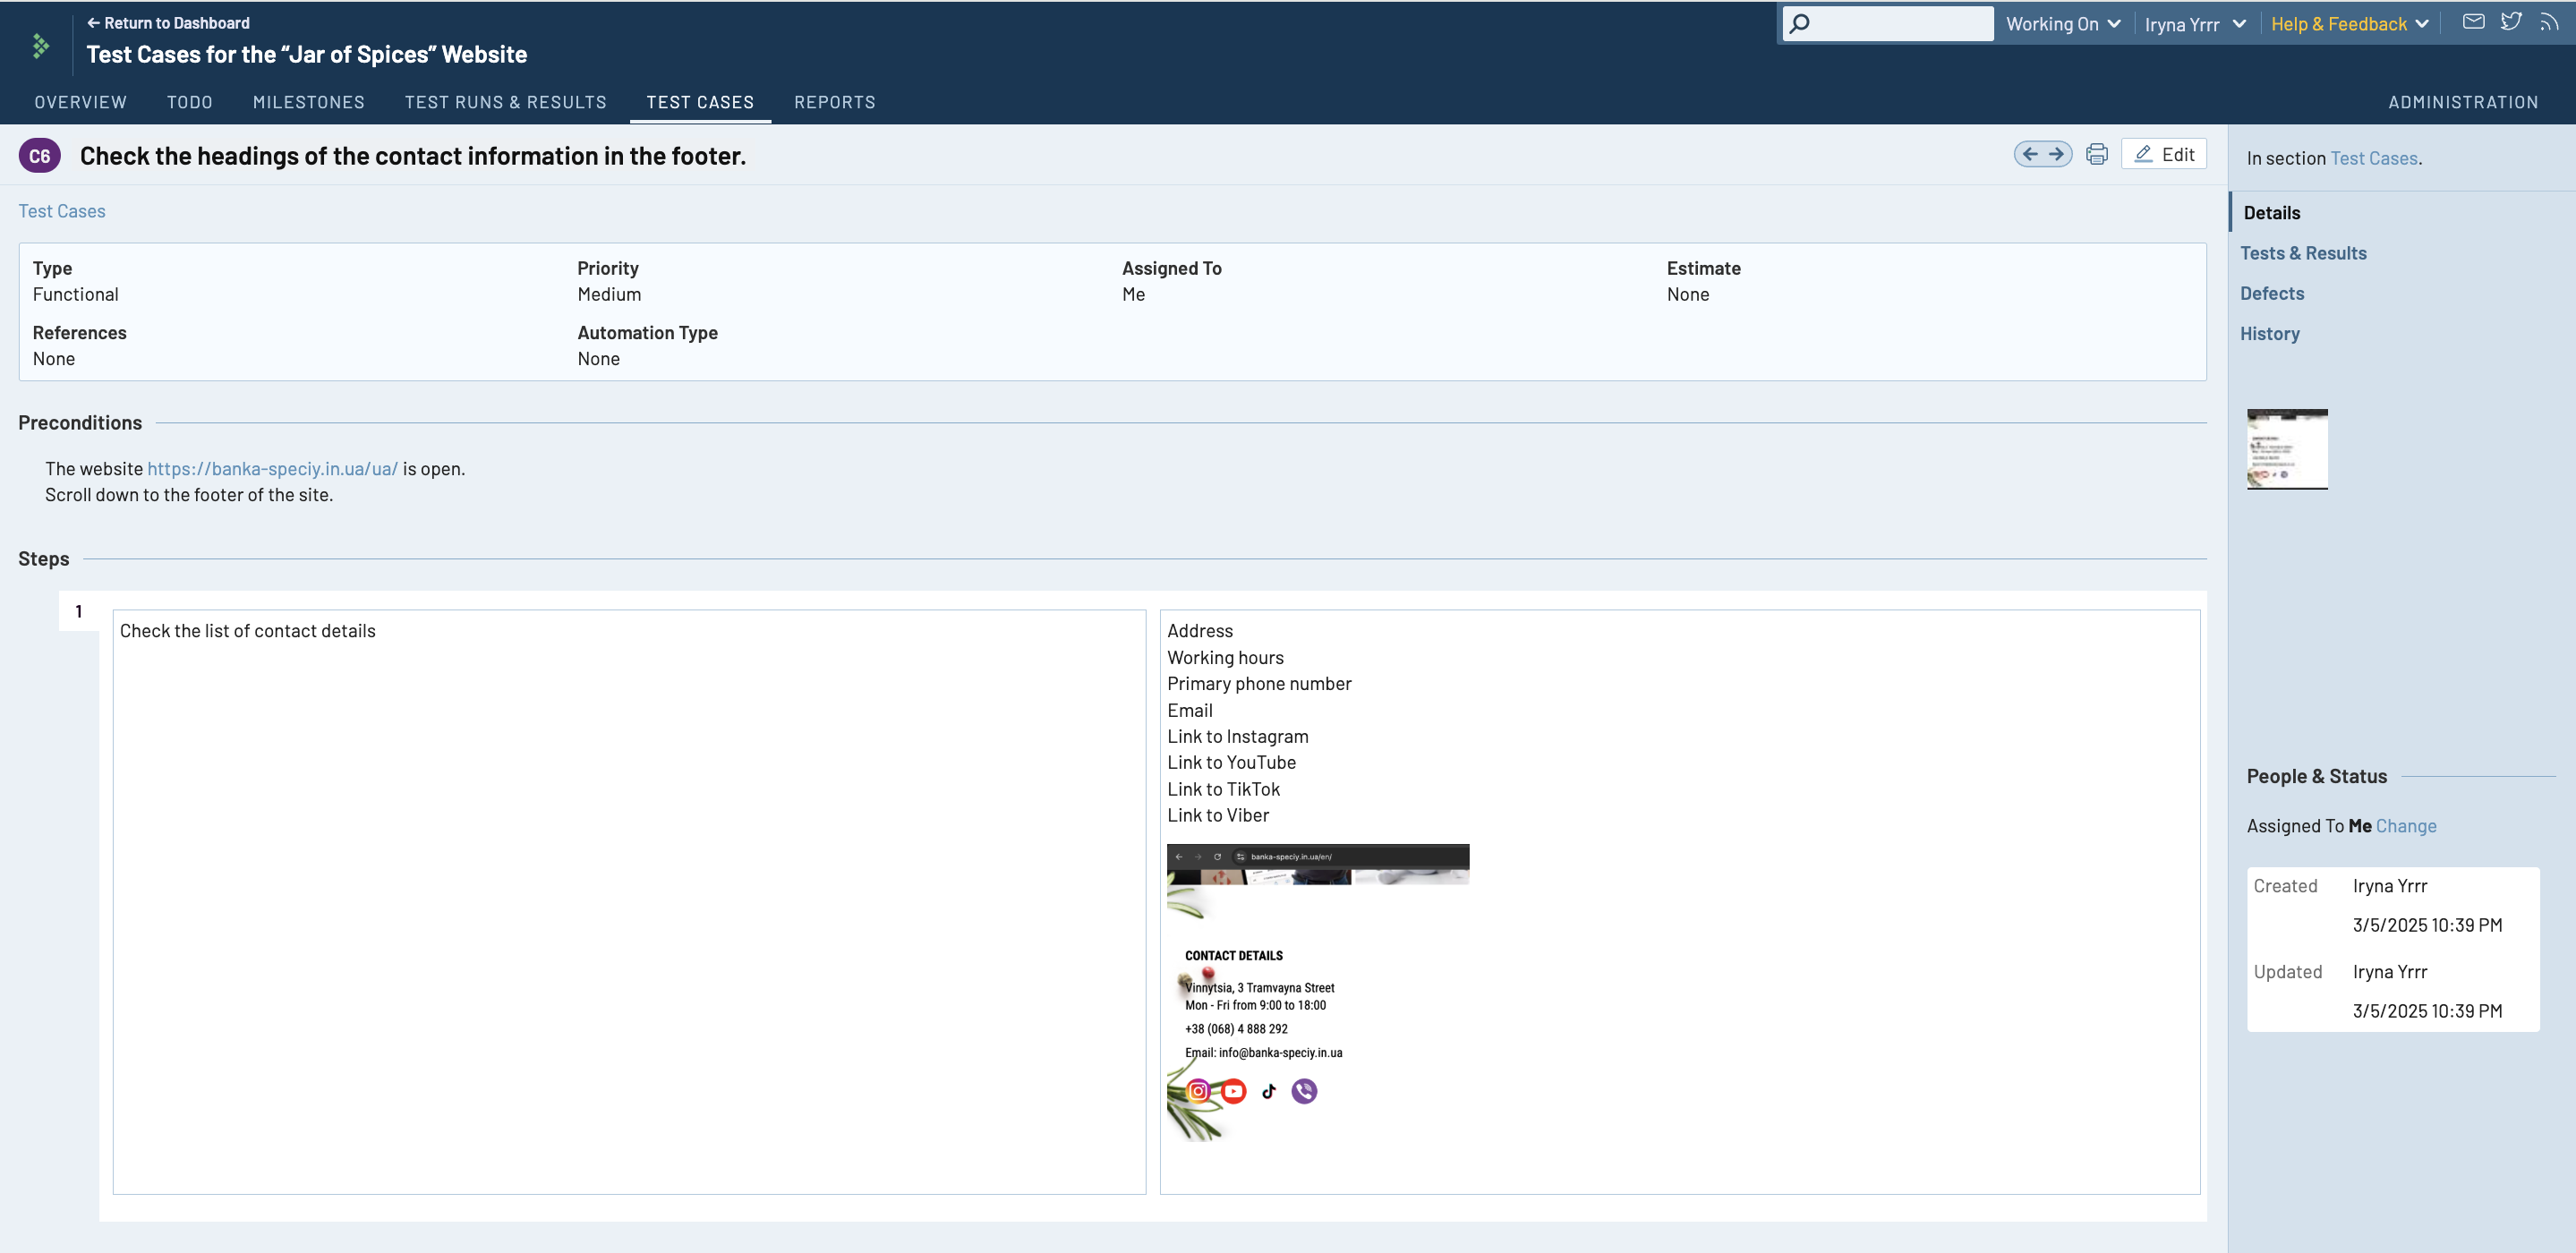 ← Return to Dashboard
Test Cases for the “Jar of Spices” Website
Working On
Iryna Yrrr
Help & Feedback
OVERVIEW TODO MILESTONES TEST RUNS & RESULTS TEST CASES REPORTS ADMINISTRATION
C6 Check the headings of the contact information in the footer.
Edit
Test Cases
Type Priority Assigned To Estimate
Functional Medium Me None
References Automation Type
None None
Preconditions
The website https://banka-speciy.in.ua/ua/ is open.
Scroll down to the footer of the site.
Steps
1
Check the list of contact details
Address
Working hours
Primary phone number
Email
Link to Instagram
Link to YouTube
Link to TikTok
Link to Viber
banka-speciy.in.ua/en/
CONTACT DETAILS
Vinnytsia, 3 Tramvayna Street
Mon - Fri from 9:00 to 18:00
+38 (068) 4 888 292
Email: info@banka-speciy.in.ua
In section Test Cases.
Details
Tests & Results
Defects
History
People & Status
Assigned To Me Change
Created Iryna Yrrr
3/5/2025 10:39 PM
Updated Iryna Yrrr
3/5/2025 10:39 PM